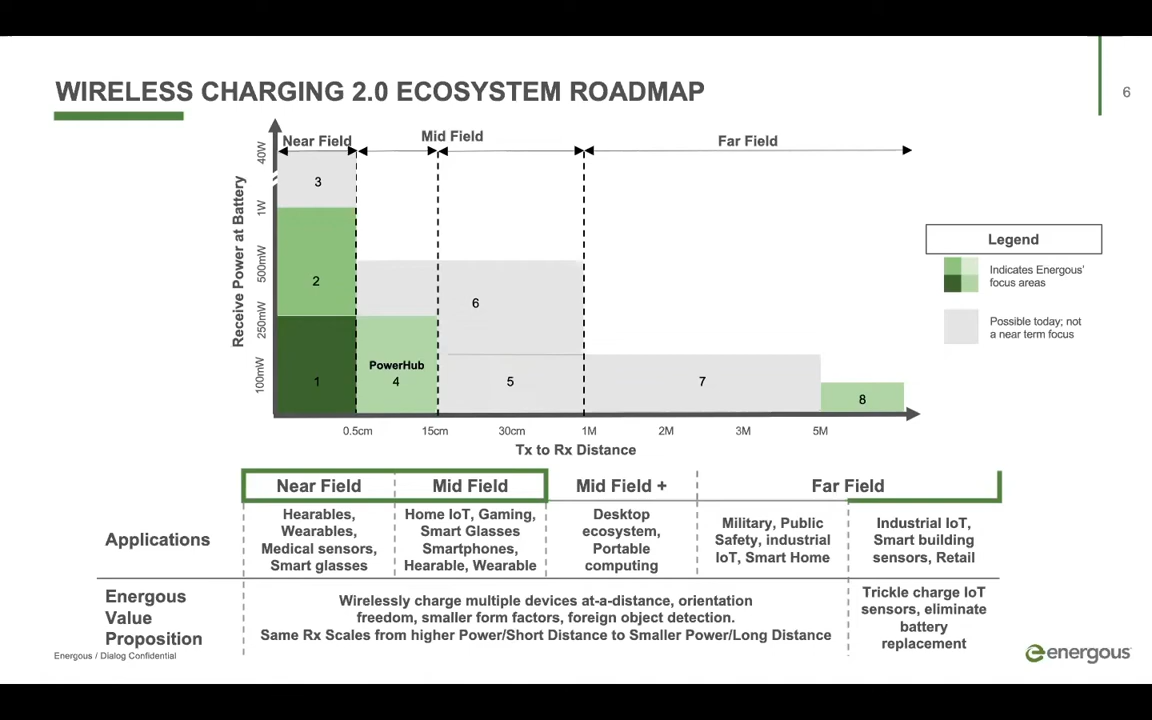 WIRELESS CHARGING 2.0 ECOSYSTEM ROADMAP
6
Near Field
Mid Field
Far Field
Receive Power at Battery
40W
1W
500mW
250mW
100mW
3
2
1
PowerHub
4
6
5
7
8
0.5cm
15cm
30cm
1M
2M
3M
5M
Tx to Rx Distance
Legend
Indicates Energous'
focus areas
Possible today; not
a near term focus
Near Field
Mid Field
Mid Field +
Far Field
Applications
Hearables,
Wearables,
Medical sensors,
Smart glasses
Home IoT, Gaming,
Smart Glasses
Smartphones,
Hearable, Wearable
Desktop
ecosystem,
Portable
computing
Military, Public
Safety, industrial
IoT, Smart Home
Industrial IoT,
Smart building
sensors, Retail
Energous
Value
Proposition
Wirelessly charge multiple devices at-a-distance, orientation
freedom, smaller form factors, foreign object detection.
Same Rx Scales from higher Power/Short Distance to Smaller Power/Long Distance
Trickle charge IoT
sensors, eliminate
battery
replacement
Energous / Dialog Confidential
energous